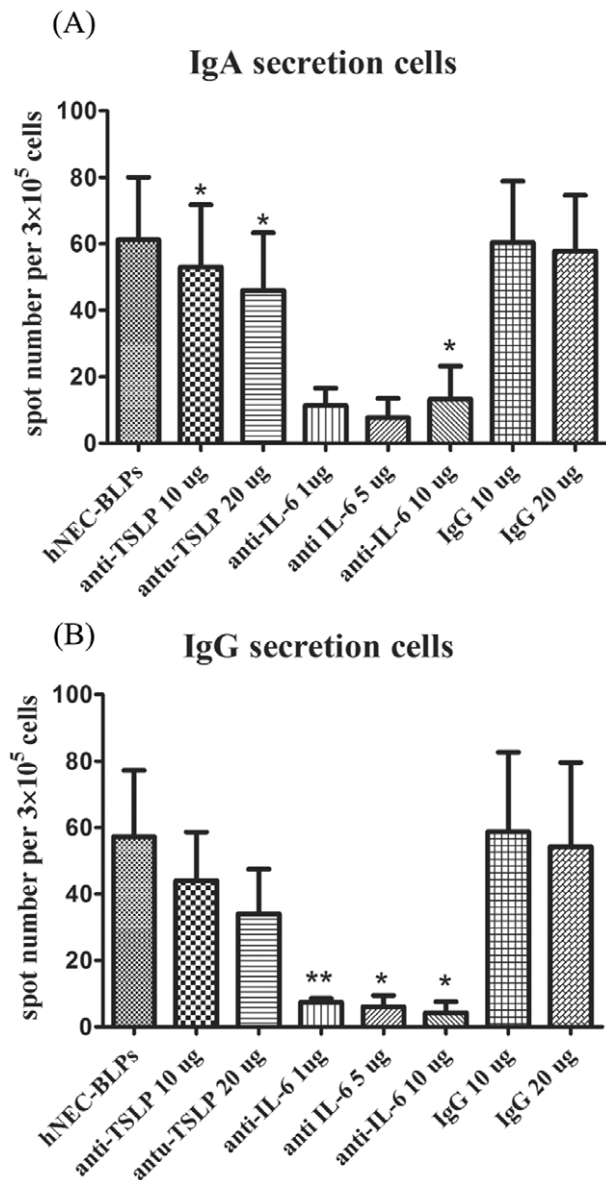 (A)
IgA secretion cells
spot number per 3×10⁵ cells
100
80
60
40
20
0
*
*
*
hNEC-BLPs
anti-TSLP 10 ug
antu-TSLP 20 ug
anti-IL-6 1ug
anti IL-6 5 ug
anti-IL-6 10 ug
IgG 10 ug
IgG 20 ug
(B)
IgG secretion cells
spot number per 3×10⁵ cells
100
80
60
40
20
0
**
*
*
hNEC-BLPs
anti-TSLP 10 ug
antu-TSLP 20 ug
anti-IL-6 1ug
anti IL-6 5 ug
anti-IL-6 10 ug
IgG 10 ug
IgG 20 ug